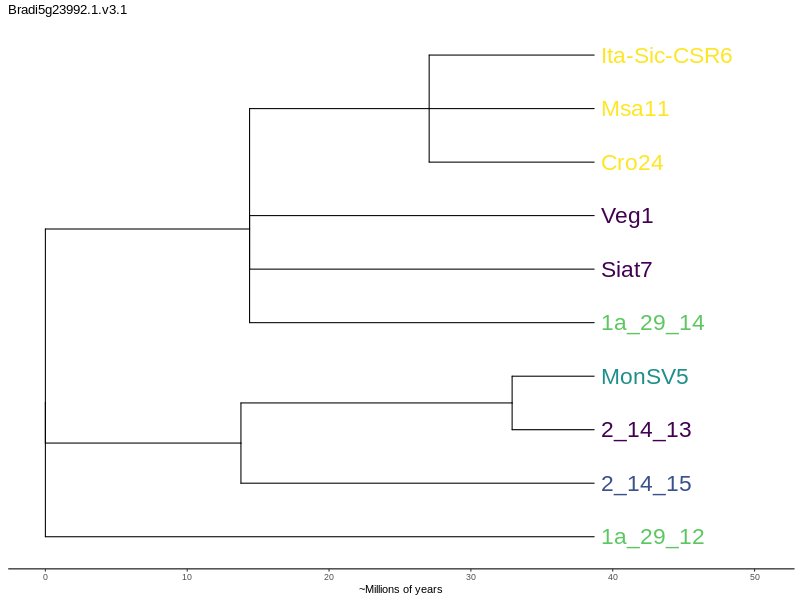 Bradi5g23992.1.v3.1
Ita-Sic-CSR6
Msa11
Cro24
Veg1
Siat7
1a_29_14
MonSV5
2_14_13
2_14_15
1a_29_12
0 10 20 30 40 50
~Millions of years